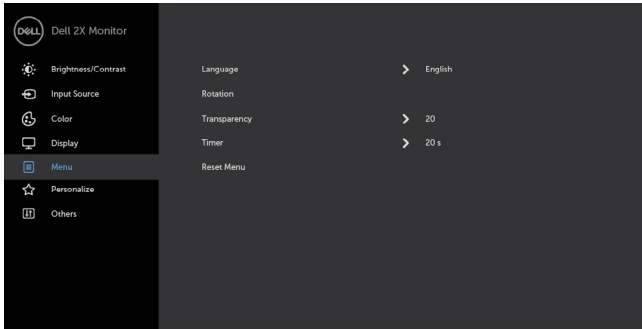 DELL Dell 2X Monitor
Brightness/Contrast
Language English
Input Source
Rotation
Color
Transparency 20
Display
Timer 20 s
Menu
Reset Menu
Personalize
Others